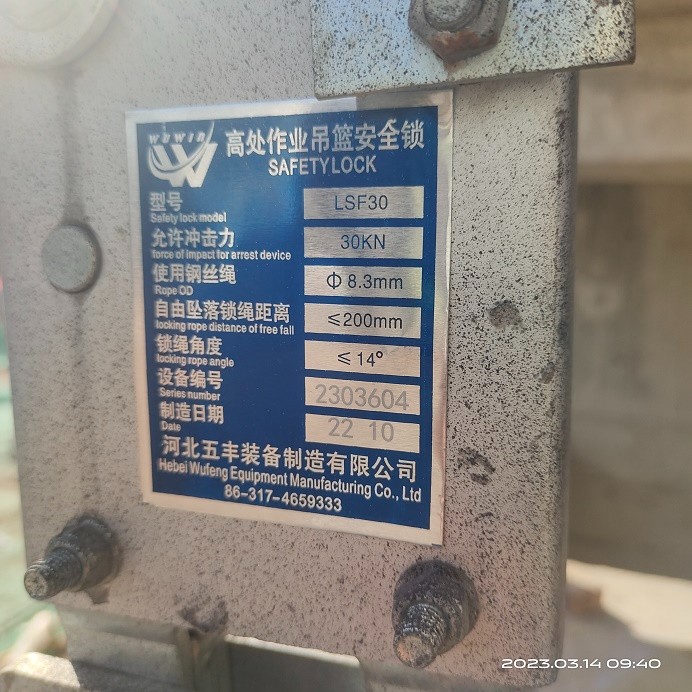 WEWIN
高处作业吊篮安全锁
SAFETYLOCK
型号
Safety lock model
LSF30
允许冲击力
force of impact for arrest device
30KN
使用钢丝绳
Rope OD
Φ 8.3mm
自由坠落锁绳距离
locking rope distance of free fall
≤200mm
锁绳角度
locking rope angle
≤ 14°
设备编号
Series number
2303604
制造日期
Date
22 10
河北五丰装备制造有限公司
Hebei Wufeng Equipment Manufacturing Co., Ltd
86-317-4659333
2023.03.14 09:40